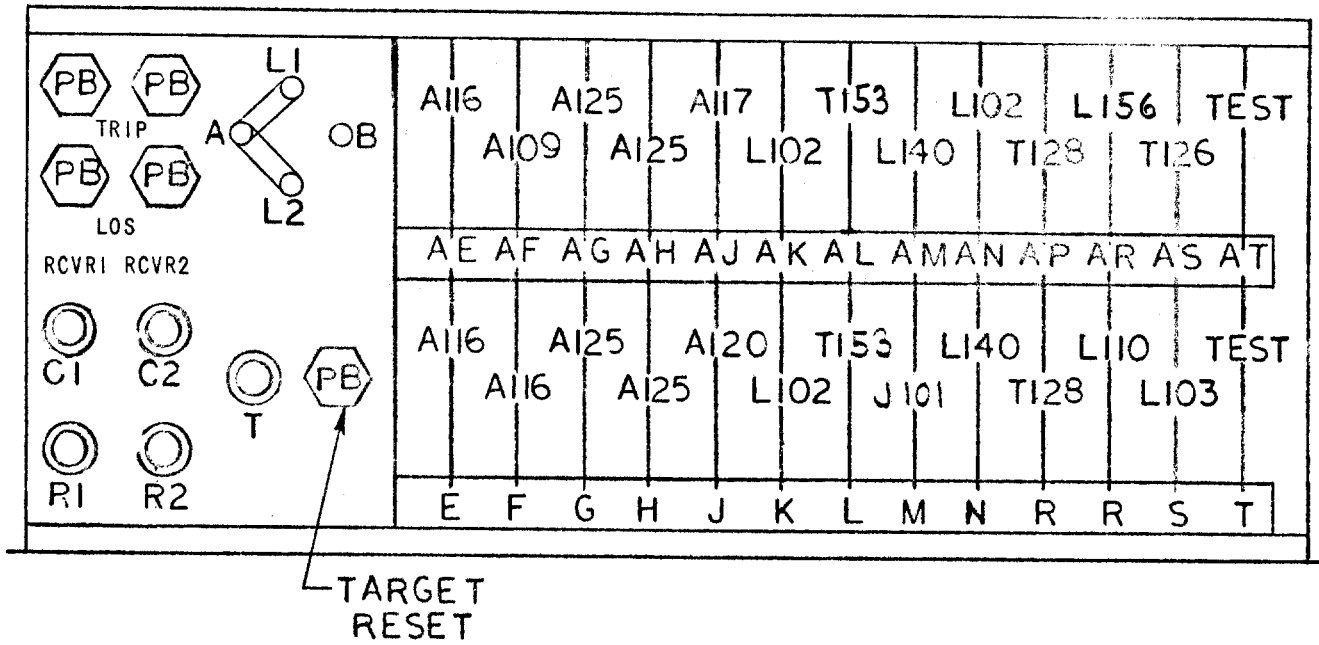 PB PB
TRIP
PB PB
LOS
RCVR1 RCVR2
C1 C2
R1 R2
L1
A
B
L2
T
PB
TARGET
RESET
A116 A125 A117 T153 L102 L156 TEST
A109 A125 L102 L140 T128 T126
AE AF AG AH AJ AK AL AM AN AP AR AS AT
A116 A125 A120 T153 L140 L110 TEST
A116 A125 L102 J101 T128 L103
E F G H J K L M N R R S T